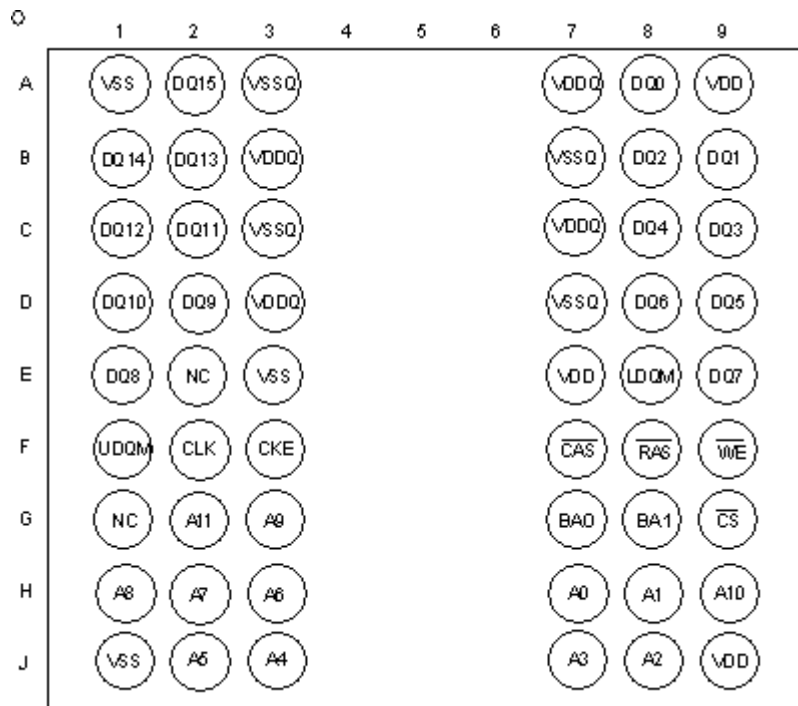 1 2 3 4 5 6 7 8 9
A VSS DQ15 VSSQ VDDQ DQ0 VDD
B DQ14 DQ13 VDDQ VSSQ DQ2 DQ1
C DQ12 DQ11 VSSQ VDDQ DQ4 DQ3
D DQ10 DQ9 VDDQ VSSQ DQ6 DQ5
E DQ8 NC VSS VDD LDQM DQ7
F UDQM CLK CKE CAS RAS WE
G NC A11 A9 BA0 BA1 CS
H A8 A7 A6 A0 A1 A10
J VSS A5 A4 A3 A2 VDD